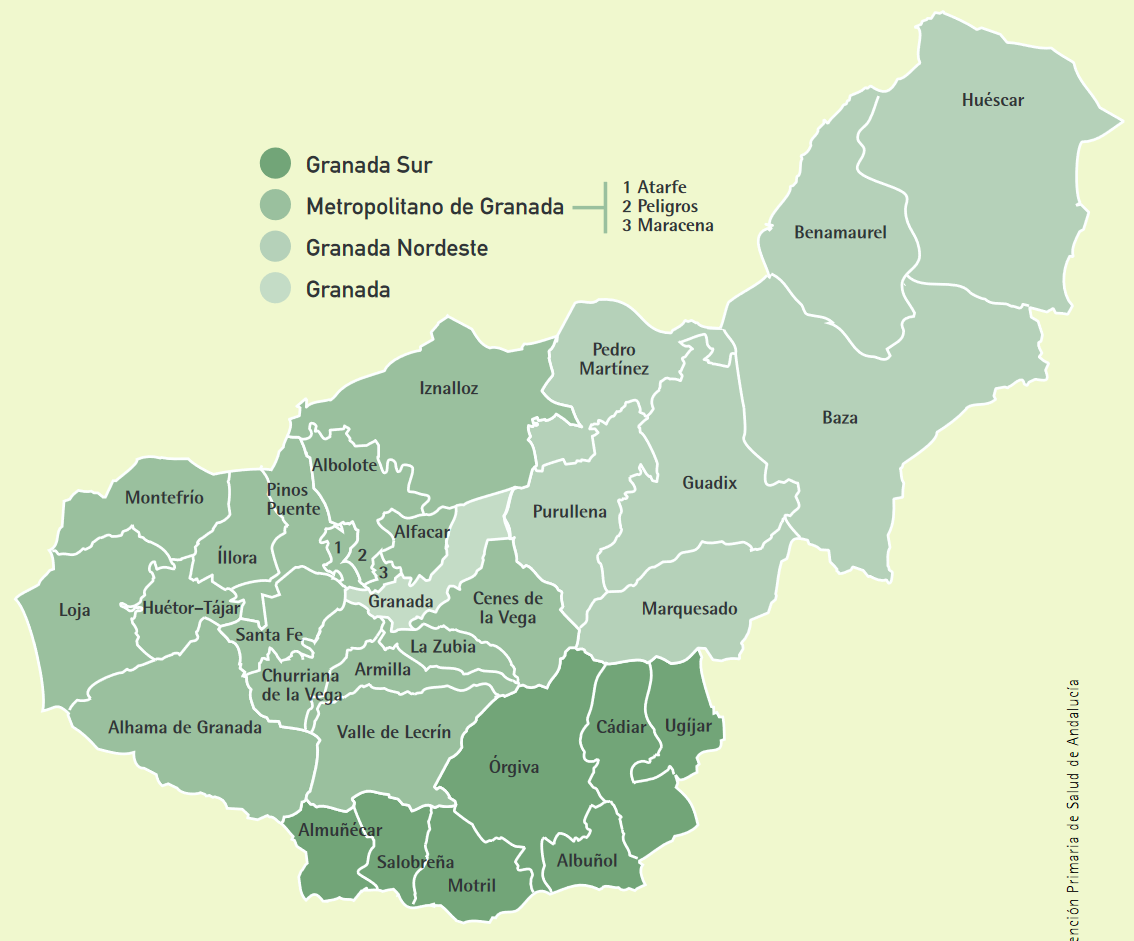 Granada Sur
Metropolitano de Granada
1 Atarfe
2 Peligros
3 Maracena
Granada Nordeste
Granada
Huéscar
Benamaurel
Pedro
Martínez
Iznalloz
Baza
Albolote
Guadix
Pinos
Puente
Montefrío
Purullena
Alfacar
1
2
3
Íllora
Granada
Cenes de
la Vega
Loja
Huétor–Tájar
Marquesado
Santa Fe
La Zubia
Armilla
Churriana
de la Vega
Alhama de Granada
Valle de Lecrín
Cádiar
Ugíjar
Órgiva
Almuñécar
Salobreña
Albuñol
Motril
ención Primaria de Salud de Andalucía